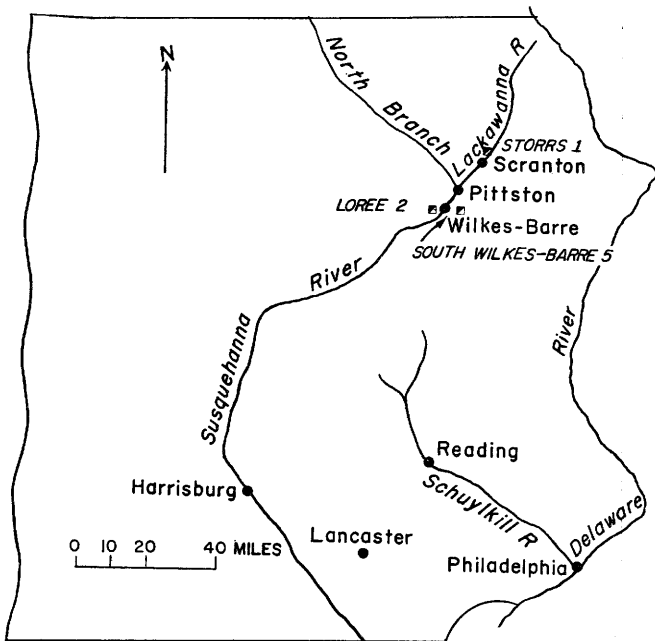 N
North Branch
Lackawanna R
STORRS 1
Scranton
Pittston
LOREE 2
Wilkes-Barre
SOUTH WILKES-BARRE 5
River
River
Susquehanna
Reading
Harrisburg
Schuylkill R
Delaware
Lancaster
0 10 20 40 MILES
Philadelphia